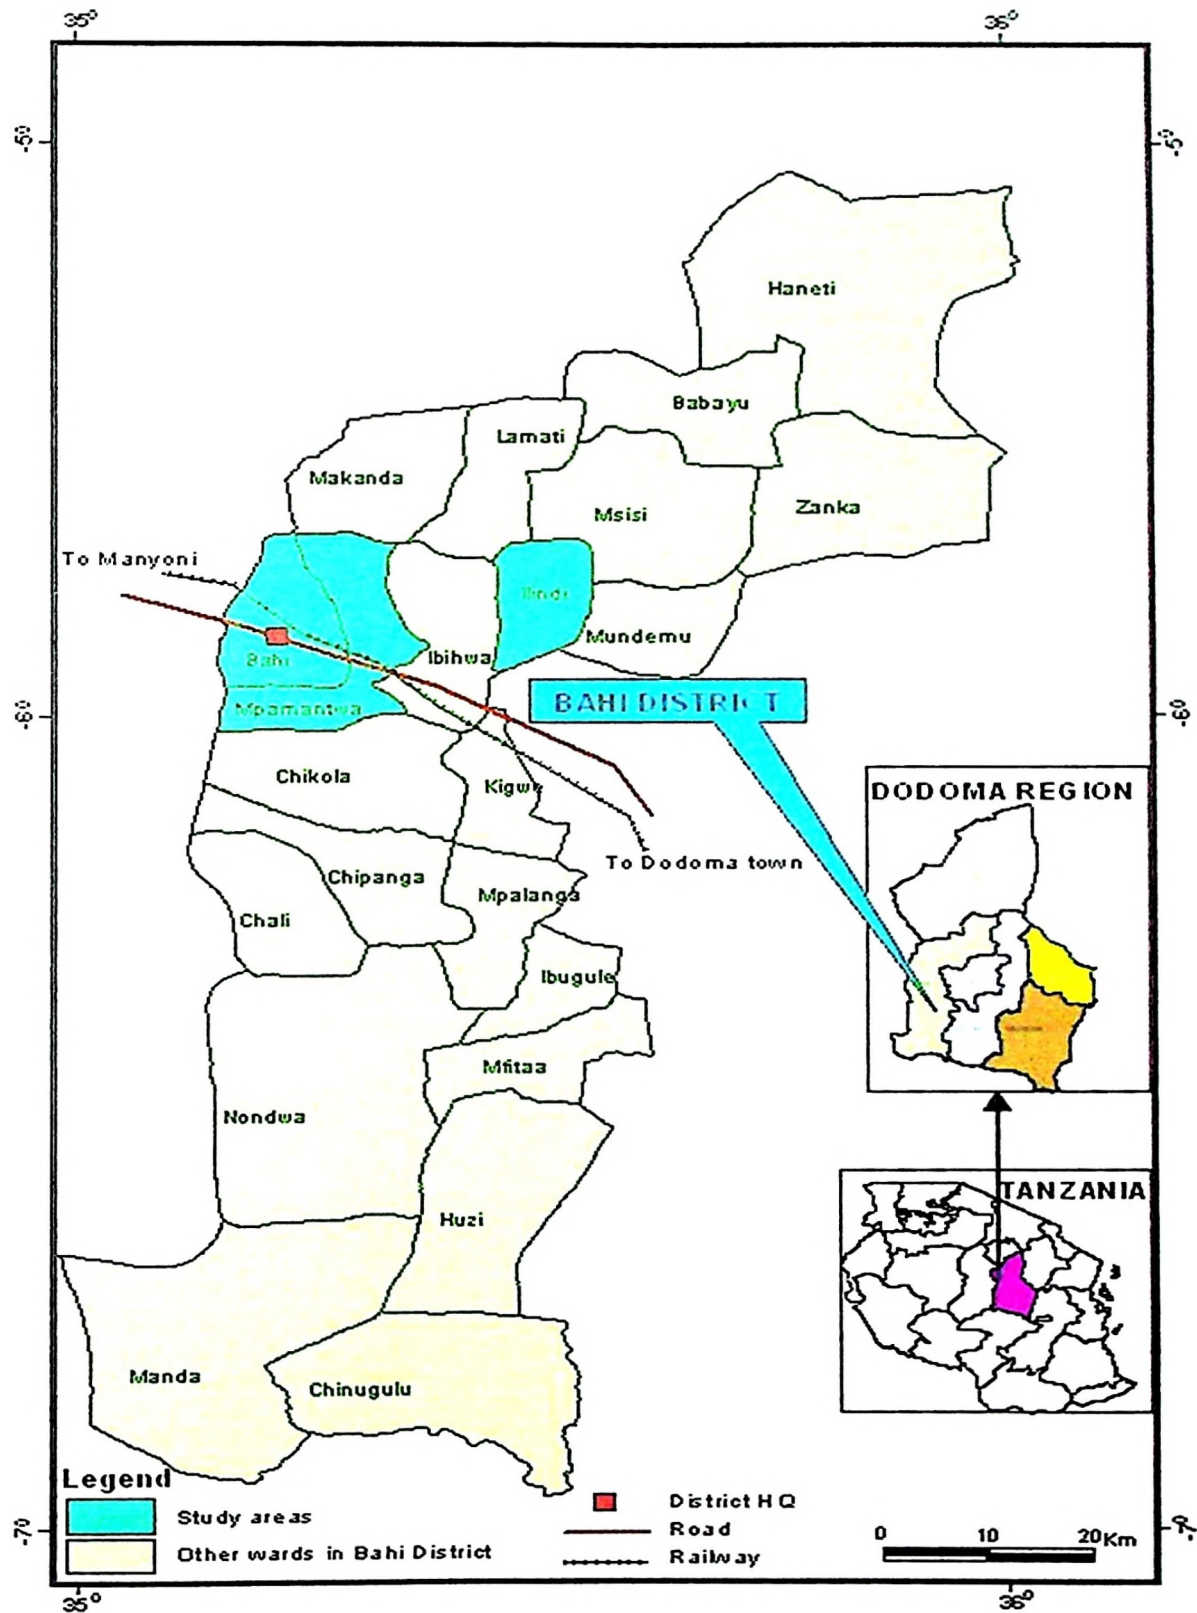 35°
36°
-5°
-5°
Haneti
Babayu
Lamati
Makanda
Zanka
Msisi
To Manyoni
Ilindi
Mundemu
Ibihwa
Bahi
BAHI DISTRICT
Mpamantwa
-6°
-6°
Chikola
Kigwe
DODOMA REGION
To Dodoma town
Chipanga
Mpalanga
Chali
Ibugule
Mfitaa
Nondwa
TANZANIA
Huzi
Manda
Chinugulu
Legend
Study areas
Other wards in Bahi District
District HQ
Road
Railway
0 10 20Km
-7°
-7°
35°
36°